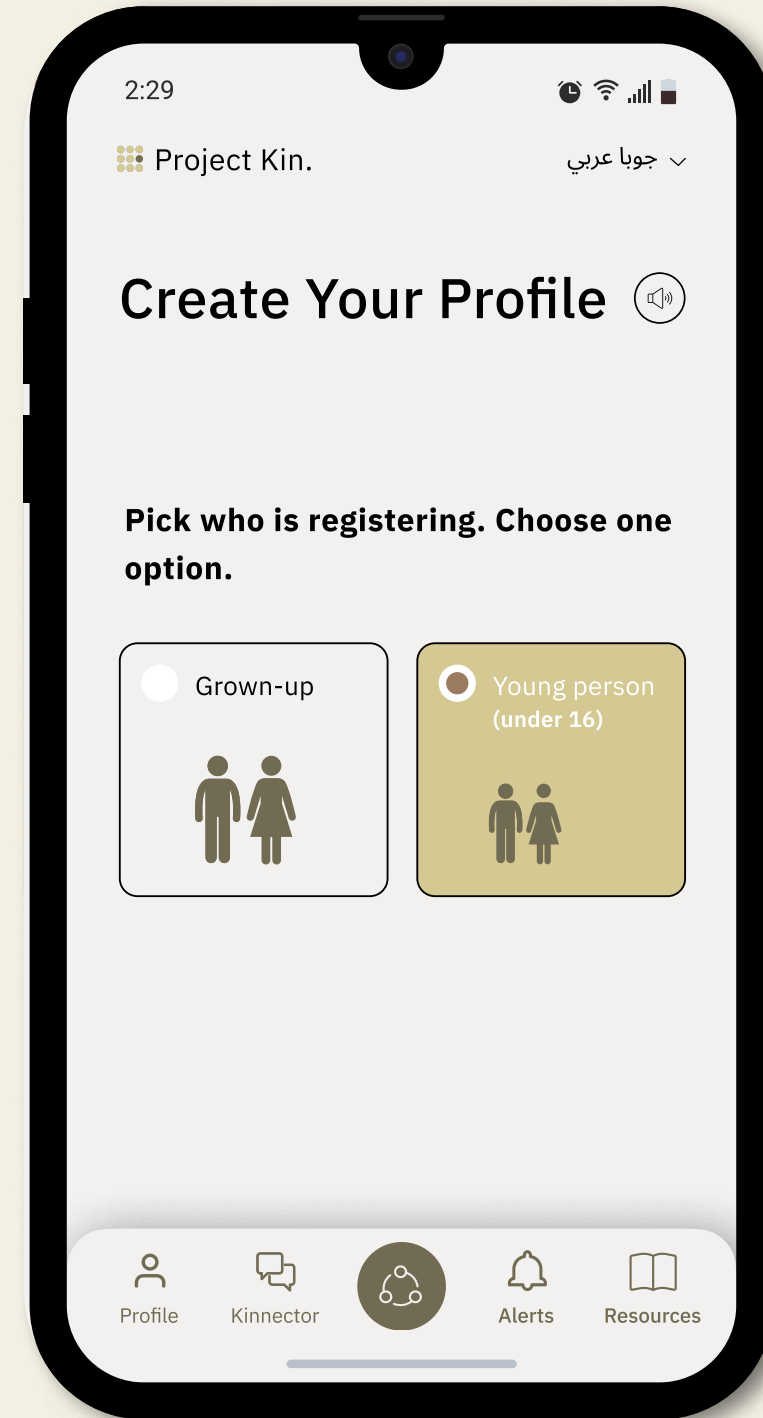 2:29
Project Kin.
جوبا عربي
Create Your Profile
Pick who is registering. Choose one
option.
Grown-up
Young person
(under 16)
Profile
Kinnector
Alerts
Resources